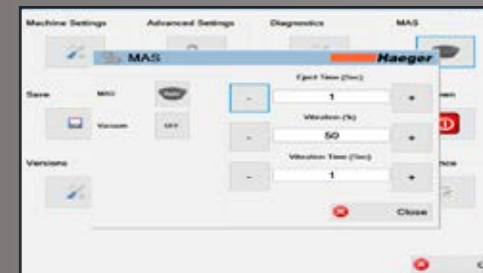 Machine Settings Advanced Settings Diagnostics MAS
MAS Haeger
Eject Time (Sec)
Save MAS - 1 +
Vibration (%)
Vacuum OFF - 50 +
Vibration Time (Sec)
Versions - 1 +
Close